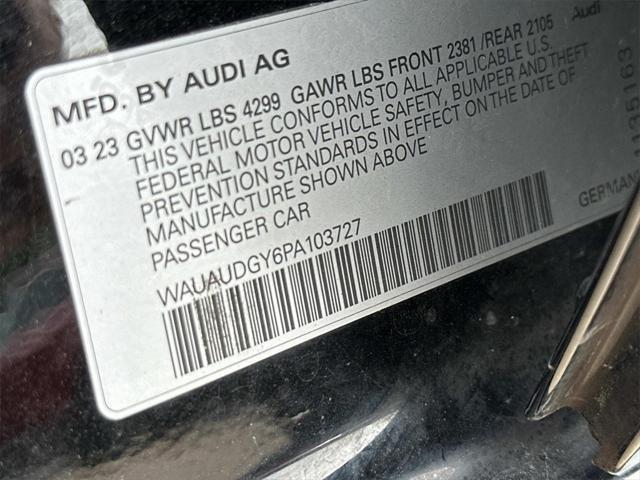 MFD. BY AUDI AG
Audi
03 23 GVWR LBS 4299 GAWR LBS FRONT 2381 /REAR 2105
THIS VEHICLE CONFORMS TO ALL APPLICABLE U.S.
FEDERAL MOTOR VEHICLE SAFETY, BUMPER AND THEFT
PREVENTION STANDARDS IN EFFECT ON THE DATE OF
MANUFACTURE SHOWN ABOVE
PASSENGER CAR
GERMAN
WAUAUDGY6PA103727